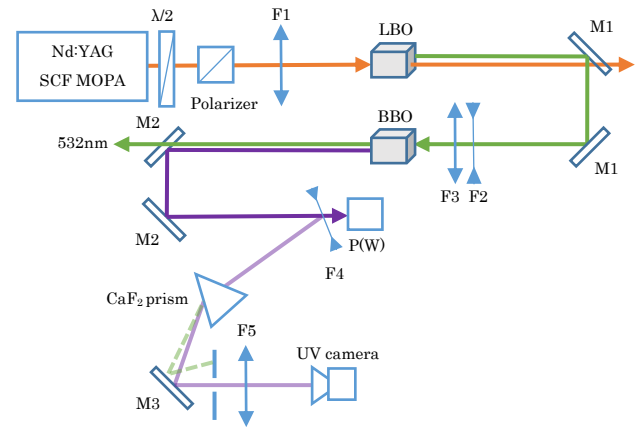 λ/2
F1
LBO
M1
Nd:YAG
SCF MOPA
Polarizer
M2
BBO
532nm
M1
F3
F2
M2
P(W)
F4
CaF₂ prism
F5
UV camera
M3